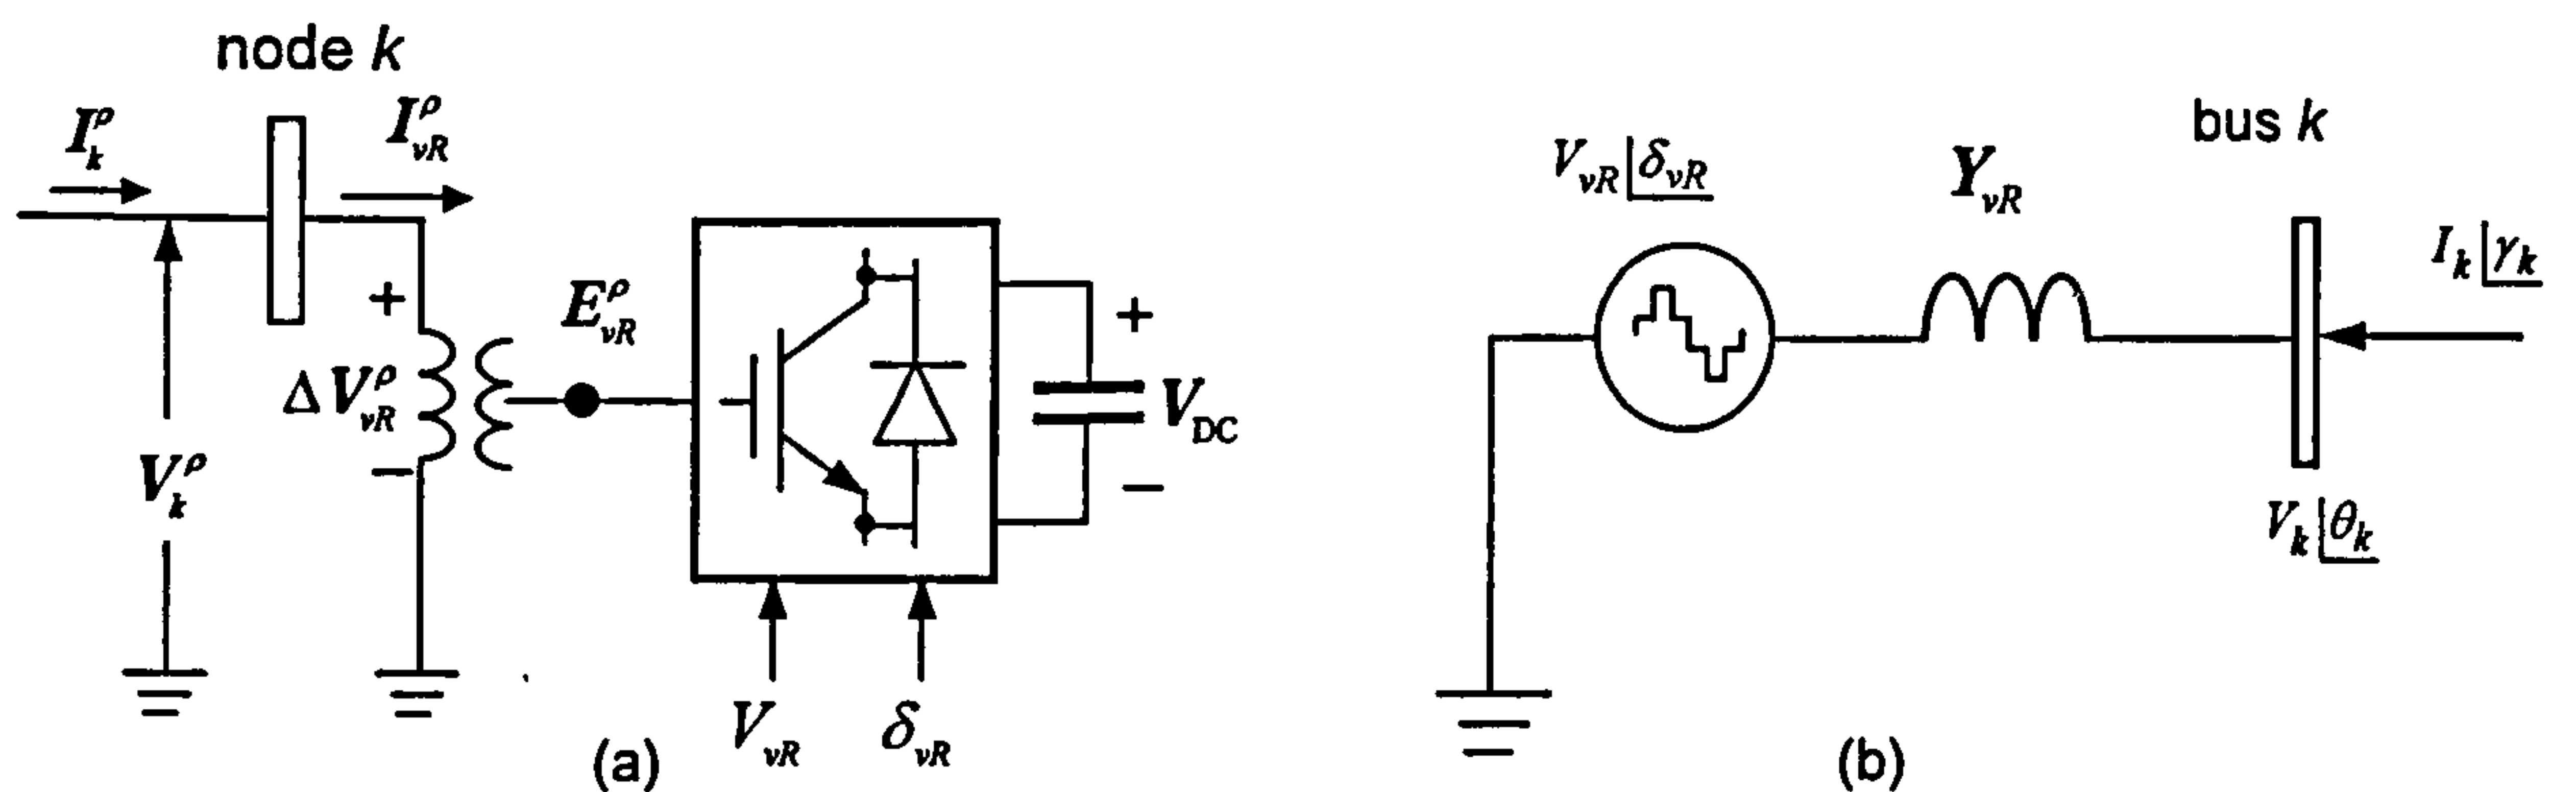 node k
I_k^ρ
I_vR^ρ
+
ΔV_vR^ρ
−
V_k^ρ
E_vR^ρ
+
V_DC
−
V_vR
δ_vR
(a)
V_vR|δ_vR
Y_vR
bus k
I_k|γ_k
V_k|θ_k
(b)